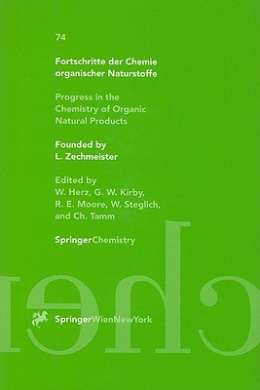 74
Fortschritte der Chemie
organischer Naturstoffe
Progress in the
Chemistry of Organic
Natural Products
Founded by
L. Zechmeister
Edited by
W. Herz, G. W. Kirby,
R. E. Moore, W. Steglich,
and Ch. Tamm
SpringerChemistry
SpringerWienNewYork